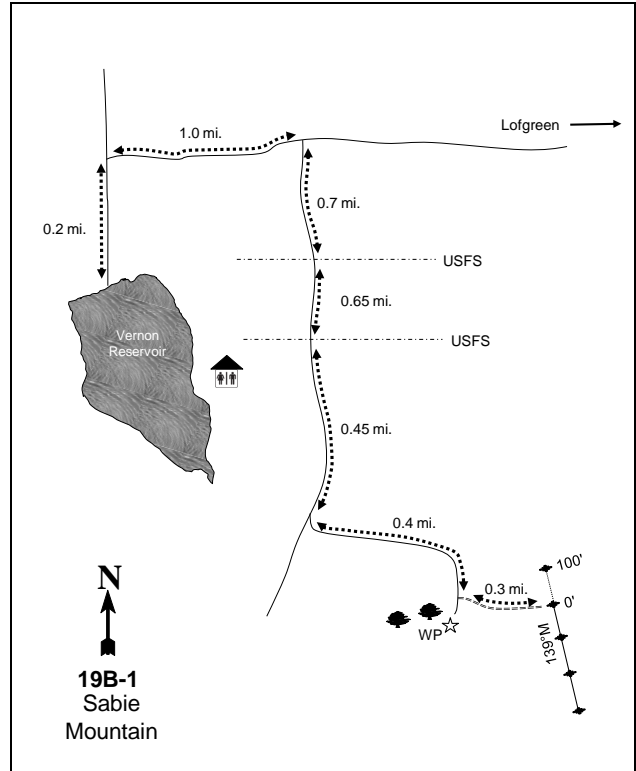 Lofgreen
1.0 mi.
0.7 mi.
0.2 mi.
USFS
0.65 mi.
Vernon
Reservoir
USFS
0.45 mi.
0.4 mi.
100'
0.3 mi.
0'
WP
139°M
N
19B-1
Sabie
Mountain